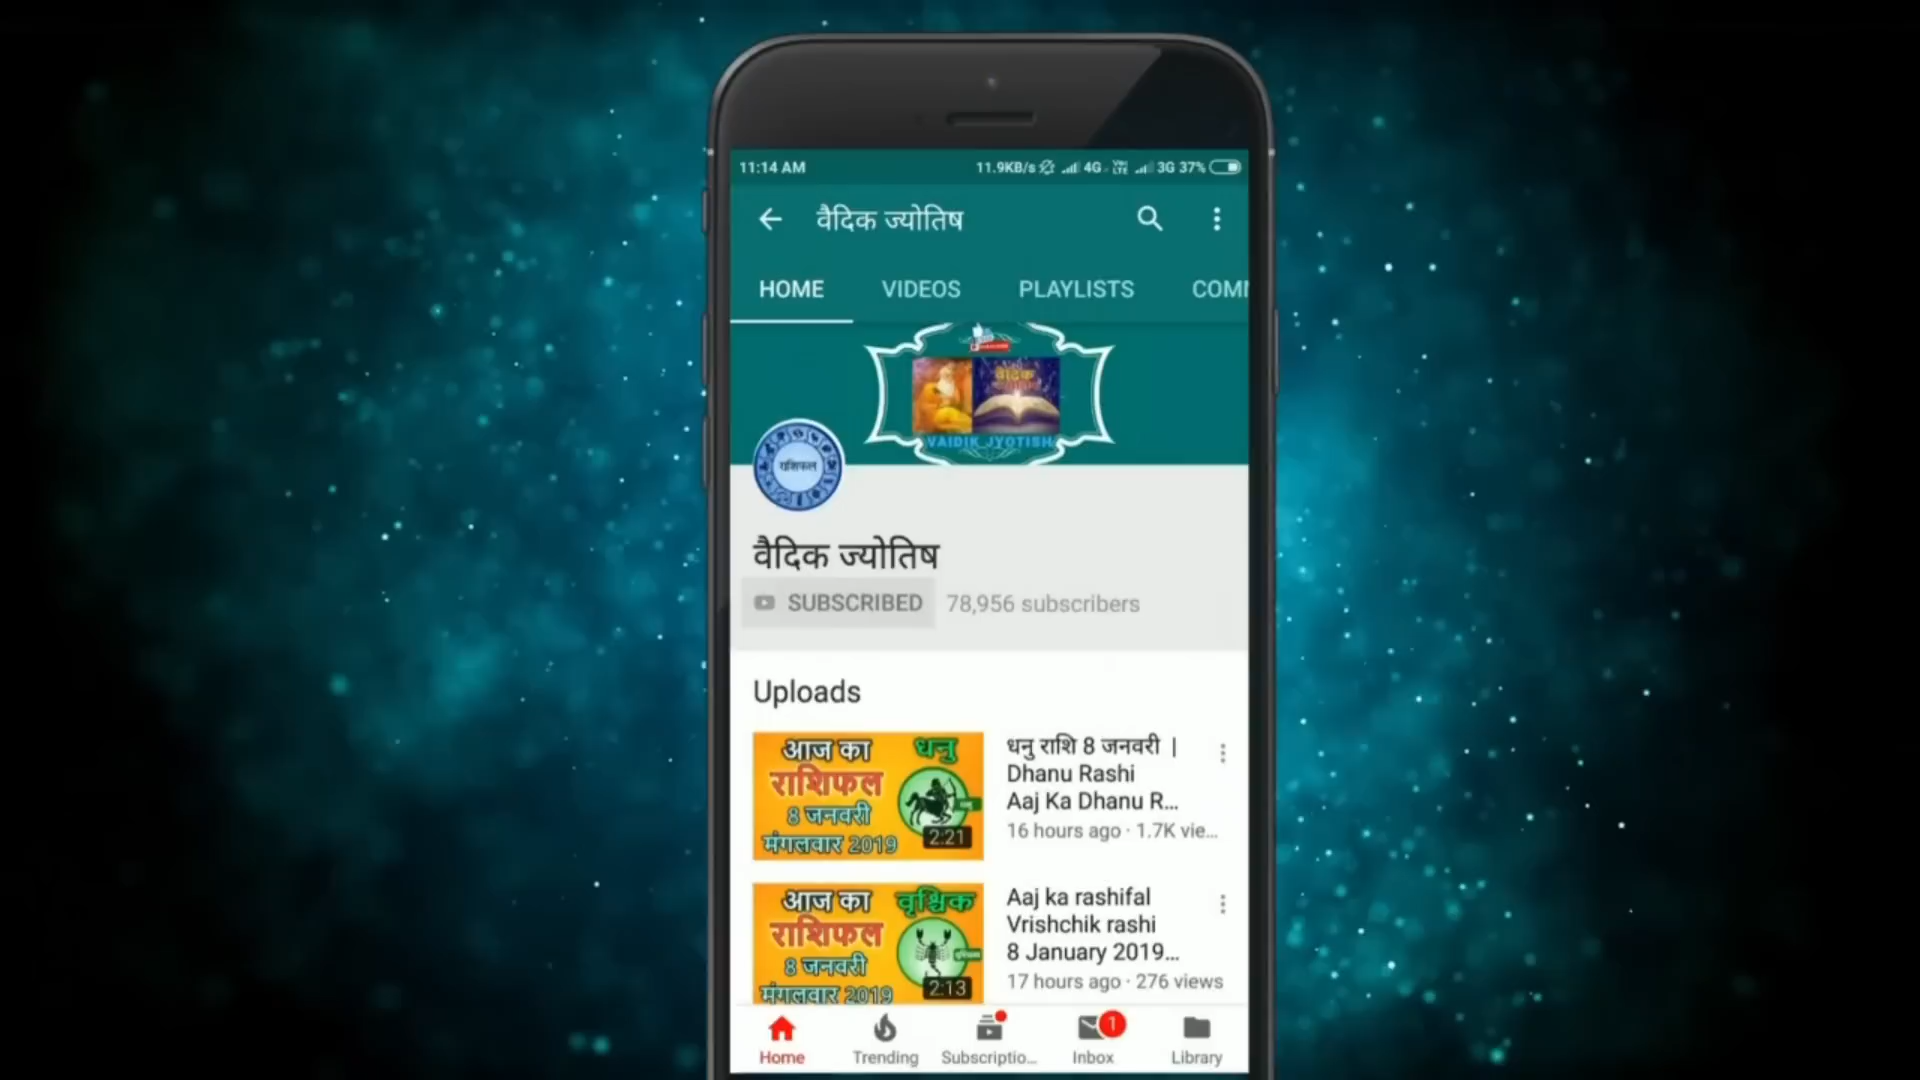 11:14 AM 11.9KB/s 4G VoLTE 3G 37%
वैदिक ज्योतिष
HOME VIDEOS PLAYLISTS COMM
वैदिक
VAIDIK JYOTISH
राशिफल
वैदिक ज्योतिष
SUBSCRIBED 78,956 subscribers
Uploads
आज का धनु
राशिफल
8 जनवरी
मंगलवार 2019
2:21
धनु राशि 8 जनवरी |
Dhanu Rashi
Aaj Ka Dhanu R...
16 hours ago · 1.7K vie...
आज का वृश्चिक
राशिफल
8 जनवरी
मंगलवार 2019
2:13
Aaj ka rashifal
Vrishchik rashi
8 January 2019...
17 hours ago · 276 views
1
Home Trending Subscriptio... Inbox Library